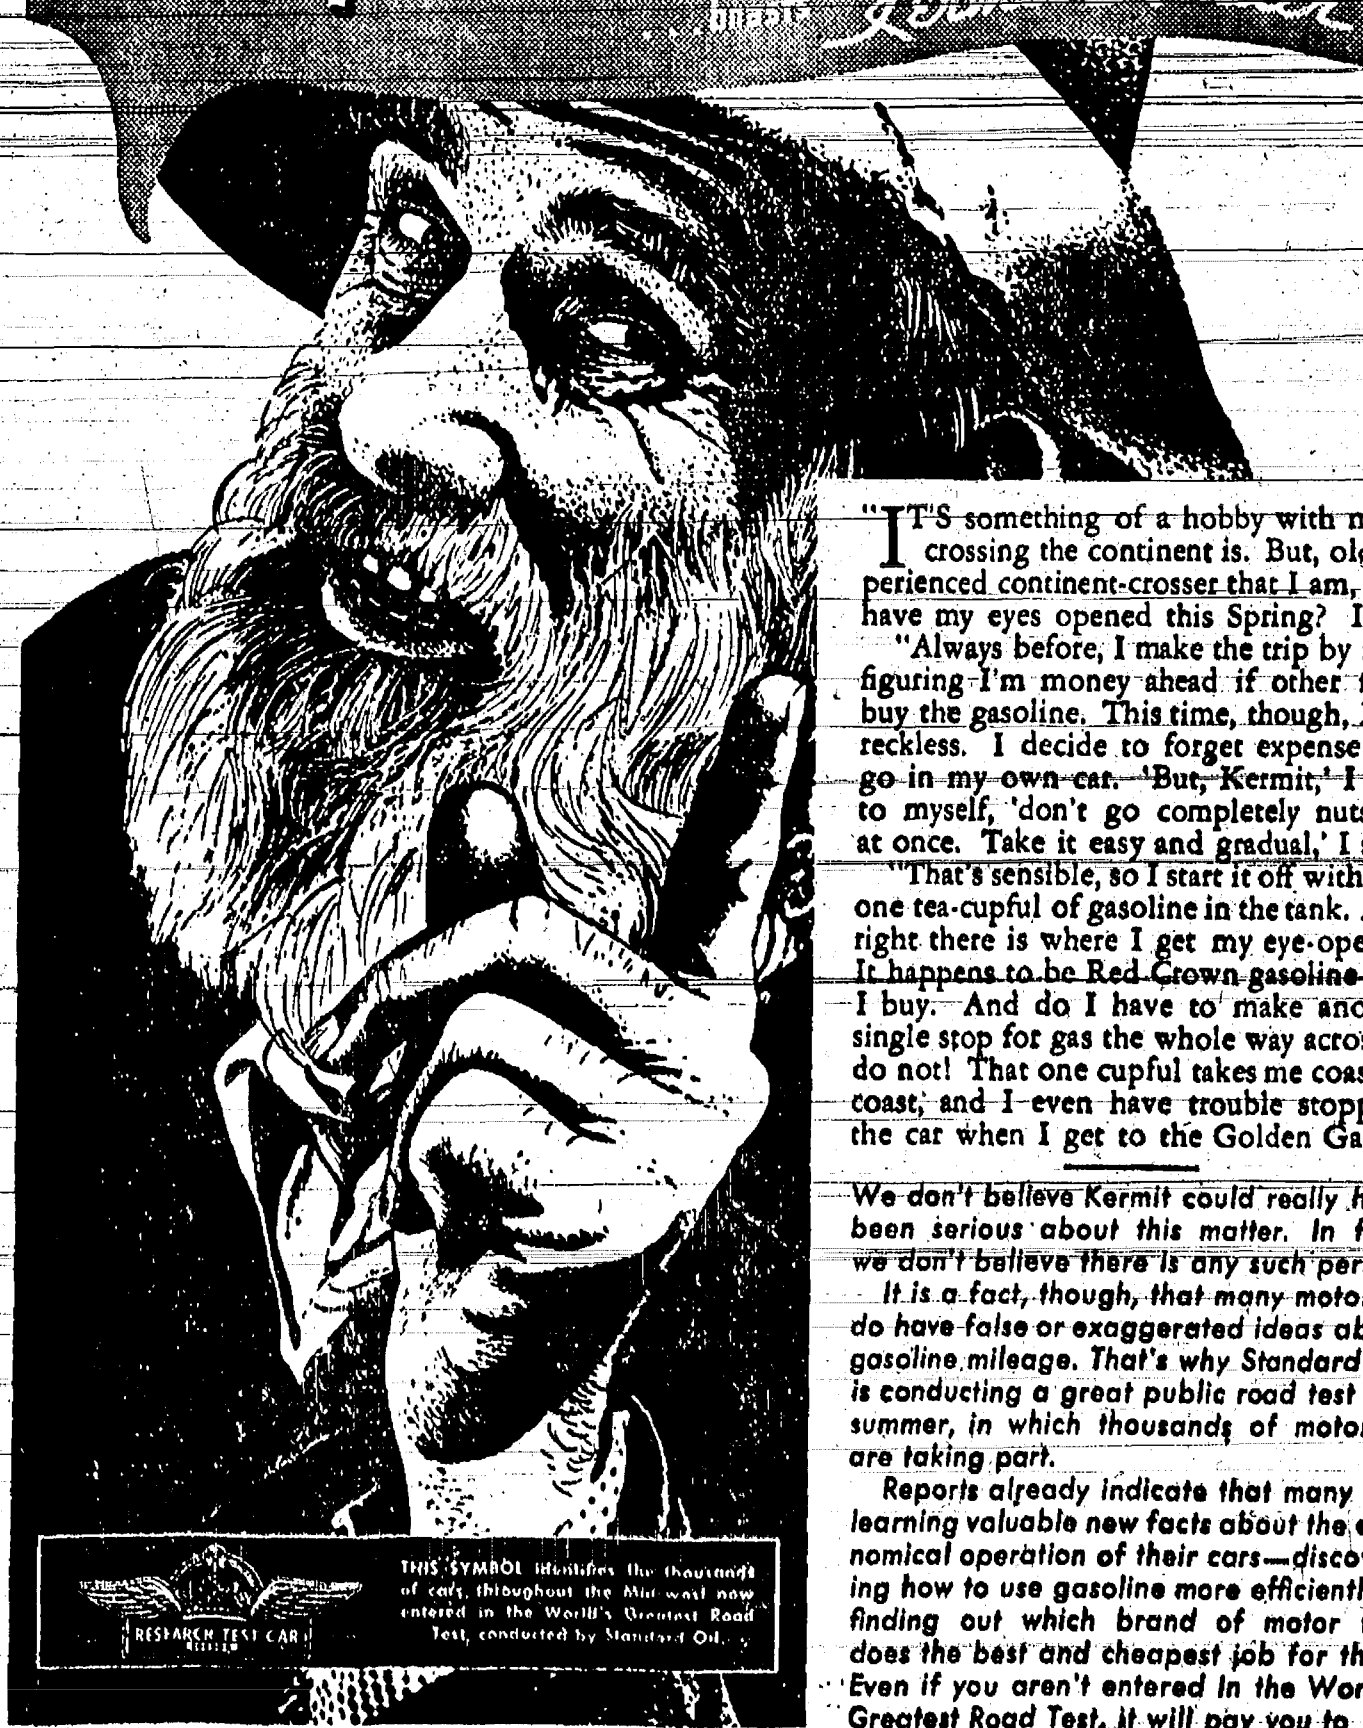 "IT'S something of a hobby with
crossing the continent is. But,
perienced continent-crosser that I am,
have my eyes opened this Spring? I
"Always before, I make the trip by
figuring I'm money ahead if other
buy the gasoline. This time, though,
reckless. I decide to forget expense
go in my own car. 'But, Kermit,' I
to myself, 'don't go completely nuts
at once. Take it easy and gradual,' I
"That's sensible, so I start it off with
one tea-cupful of gasoline in the tank.
right there is where I get my eye-ope
It happens to be Red Crown gasoline
I buy. And do I have to make ano
single stop for gas the whole way acro
do not! That one cupful takes me coas
coast, and I even have trouble stopp
the car when I get to the Golden Ga
We don't believe Kermit could really h
been serious about this matter. In f
we don't believe there is any such per
It is a fact, though, that many moto
do have false or exaggerated ideas ab
gasoline mileage. That's why Standard
is conducting a great public road test
summer, in which thousands of moto
are taking part.
Reports already indicate that many
learning valuable new facts about the e
nomical operation of their cars—disco
ing how to use gasoline more efficientl
finding out which brand of motor
does the best and cheapest job for th
Even if you aren't entered in the Wor
Greatest Road Test, it will pay you to
THIS SYMBOL identifies the thousands
of cars, throughout the Mid-west now
entered in the World's Greatest Road
Test, conducted by Standard Oil.
RESEARCH TEST CAR